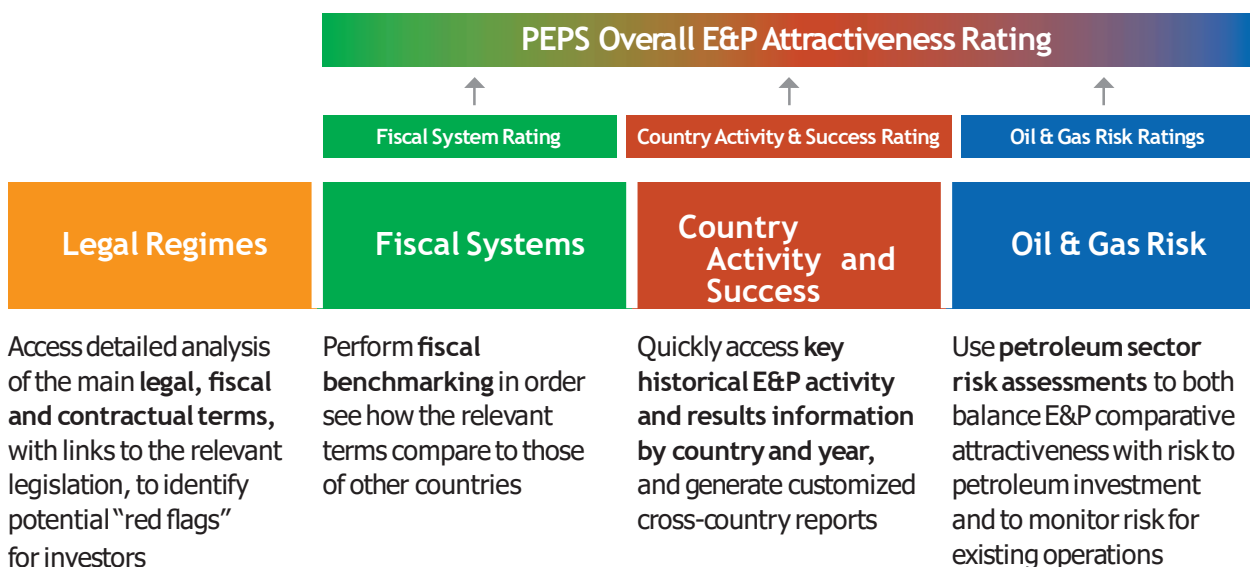 PEPS Overall E&P Attractiveness Rating
Fiscal System Rating
Country Activity & Success Rating
Oil & Gas Risk Ratings
Legal Regimes
Fiscal Systems
Country
Activity and
Success
Oil & Gas Risk
Access detailed analysis
of the main legal, fiscal
and contractual terms,
with links to the relevant
legislation, to identify
potential "red flags"
for investors
Perform fiscal
benchmarking in order
see how the relevant
terms compare to those
of other countries
Quickly access key
historical E&P activity
and results information
by country and year,
and generate customized
cross-country reports
Use petroleum sector
risk assessments to both
balance E&P comparative
attractiveness with risk to
petroleum investment
and to monitor risk for
existing operations